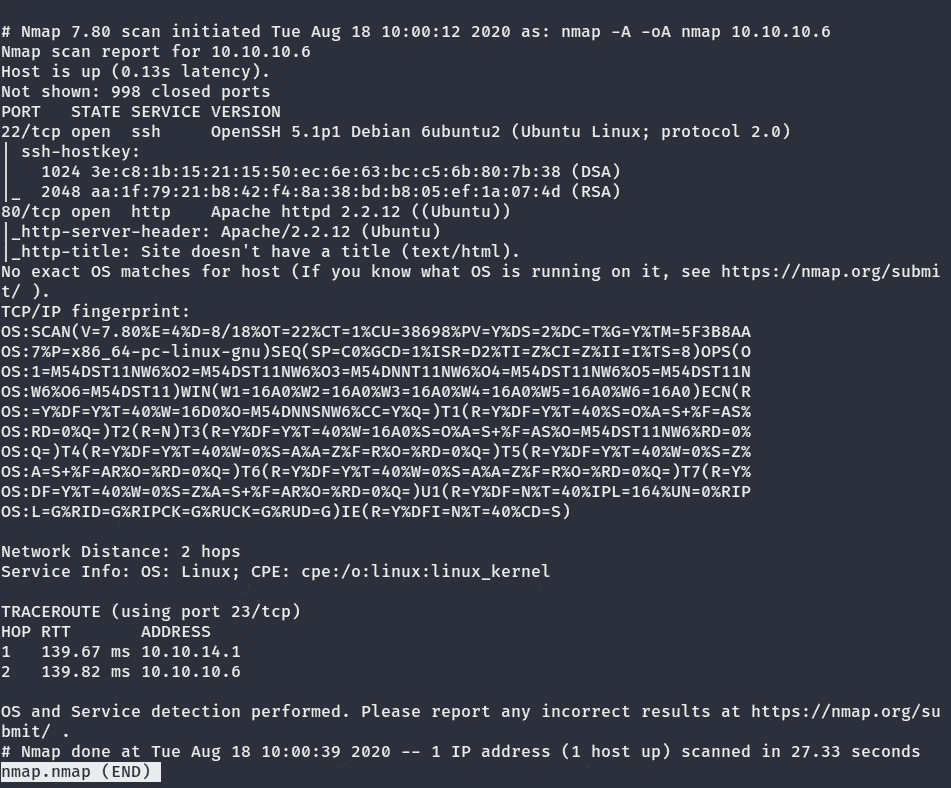 # Nmap 7.80 scan initiated Tue Aug 18 10:00:12 2020 as: nmap -A -oA nmap 10.10.10.6
Nmap scan report for 10.10.10.6
Host is up (0.13s latency).
Not shown: 998 closed ports
PORT   STATE SERVICE VERSION
22/tcp open  ssh     OpenSSH 5.1p1 Debian 6ubuntu2 (Ubuntu Linux; protocol 2.0)
| ssh-hostkey:
|   1024 3e:c8:1b:15:21:15:50:ec:6e:63:bc:c5:6b:80:7b:38 (DSA)
|_  2048 aa:1f:79:21:b8:42:f4:8a:38:bd:b8:05:ef:1a:07:4d (RSA)
80/tcp open  http    Apache httpd 2.2.12 ((Ubuntu))
|_http-server-header: Apache/2.2.12 (Ubuntu)
|_http-title: Site doesn't have a title (text/html).
No exact OS matches for host (If you know what OS is running on it, see https://nmap.org/submi
t/ ).
TCP/IP fingerprint:
OS:SCAN(V=7.80%E=4%D=8/18%OT=22%CT=1%CU=38698%PV=Y%DS=2%DC=T%G=Y%TM=5F3B8AA
OS:7%P=x86_64-pc-linux-gnu)SEQ(SP=C0%GCD=1%ISR=D2%TI=Z%CI=Z%II=I%TS=8)OPS(O
OS:1=M54DST11NW6%O2=M54DST11NW6%O3=M54DNNT11NW6%O4=M54DST11NW6%O5=M54DST11N
OS:W6%O6=M54DST11)WIN(W1=16A0%W2=16A0%W3=16A0%W4=16A0%W5=16A0%W6=16A0)ECN(R
OS:=Y%DF=Y%T=40%W=16D0%O=M54DNNSNW6%CC=Y%Q=)T1(R=Y%DF=Y%T=40%S=O%A=S+%F=AS%
OS:RD=0%Q=)T2(R=N)T3(R=Y%DF=Y%T=40%W=16A0%S=O%A=S+%F=AS%O=M54DST11NW6%RD=0%
OS:Q=)T4(R=Y%DF=Y%T=40%W=0%S=A%A=Z%F=R%O=%RD=0%Q=)T5(R=Y%DF=Y%T=40%W=0%S=Z%
OS:A=S+%F=AR%O=%RD=0%Q=)T6(R=Y%DF=Y%T=40%W=0%S=A%A=Z%F=R%O=%RD=0%Q=)T7(R=Y%
OS:DF=Y%T=40%W=0%S=Z%A=S+%F=AR%O=%RD=0%Q=)U1(R=Y%DF=N%T=40%IPL=164%UN=0%RIP
OS:L=G%RID=G%RIPCK=G%RUCK=G%RUD=G)IE(R=Y%DFI=N%T=40%CD=S)
Network Distance: 2 hops
Service Info: OS: Linux; CPE: cpe:/o:linux:linux_kernel
TRACEROUTE (using port 23/tcp)
HOP RTT       ADDRESS
1   139.67 ms 10.10.14.1
2   139.82 ms 10.10.10.6
OS and Service detection performed. Please report any incorrect results at https://nmap.org/su
bmit/ .
# Nmap done at Tue Aug 18 10:00:39 2020 -- 1 IP address (1 host up) scanned in 27.33 seconds
nmap.nmap (END)